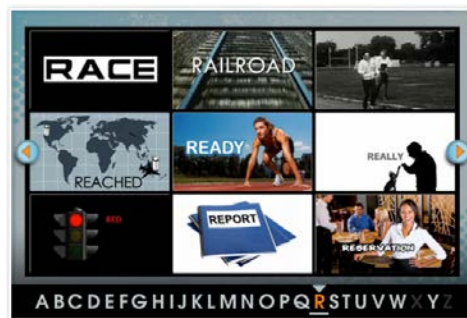 RACE
RAILROAD
REACHED
READY
REALLY
RED
REPORT
RESERVATION
ABCDEFGHIJKLMNOPQRSTUVWXYZ